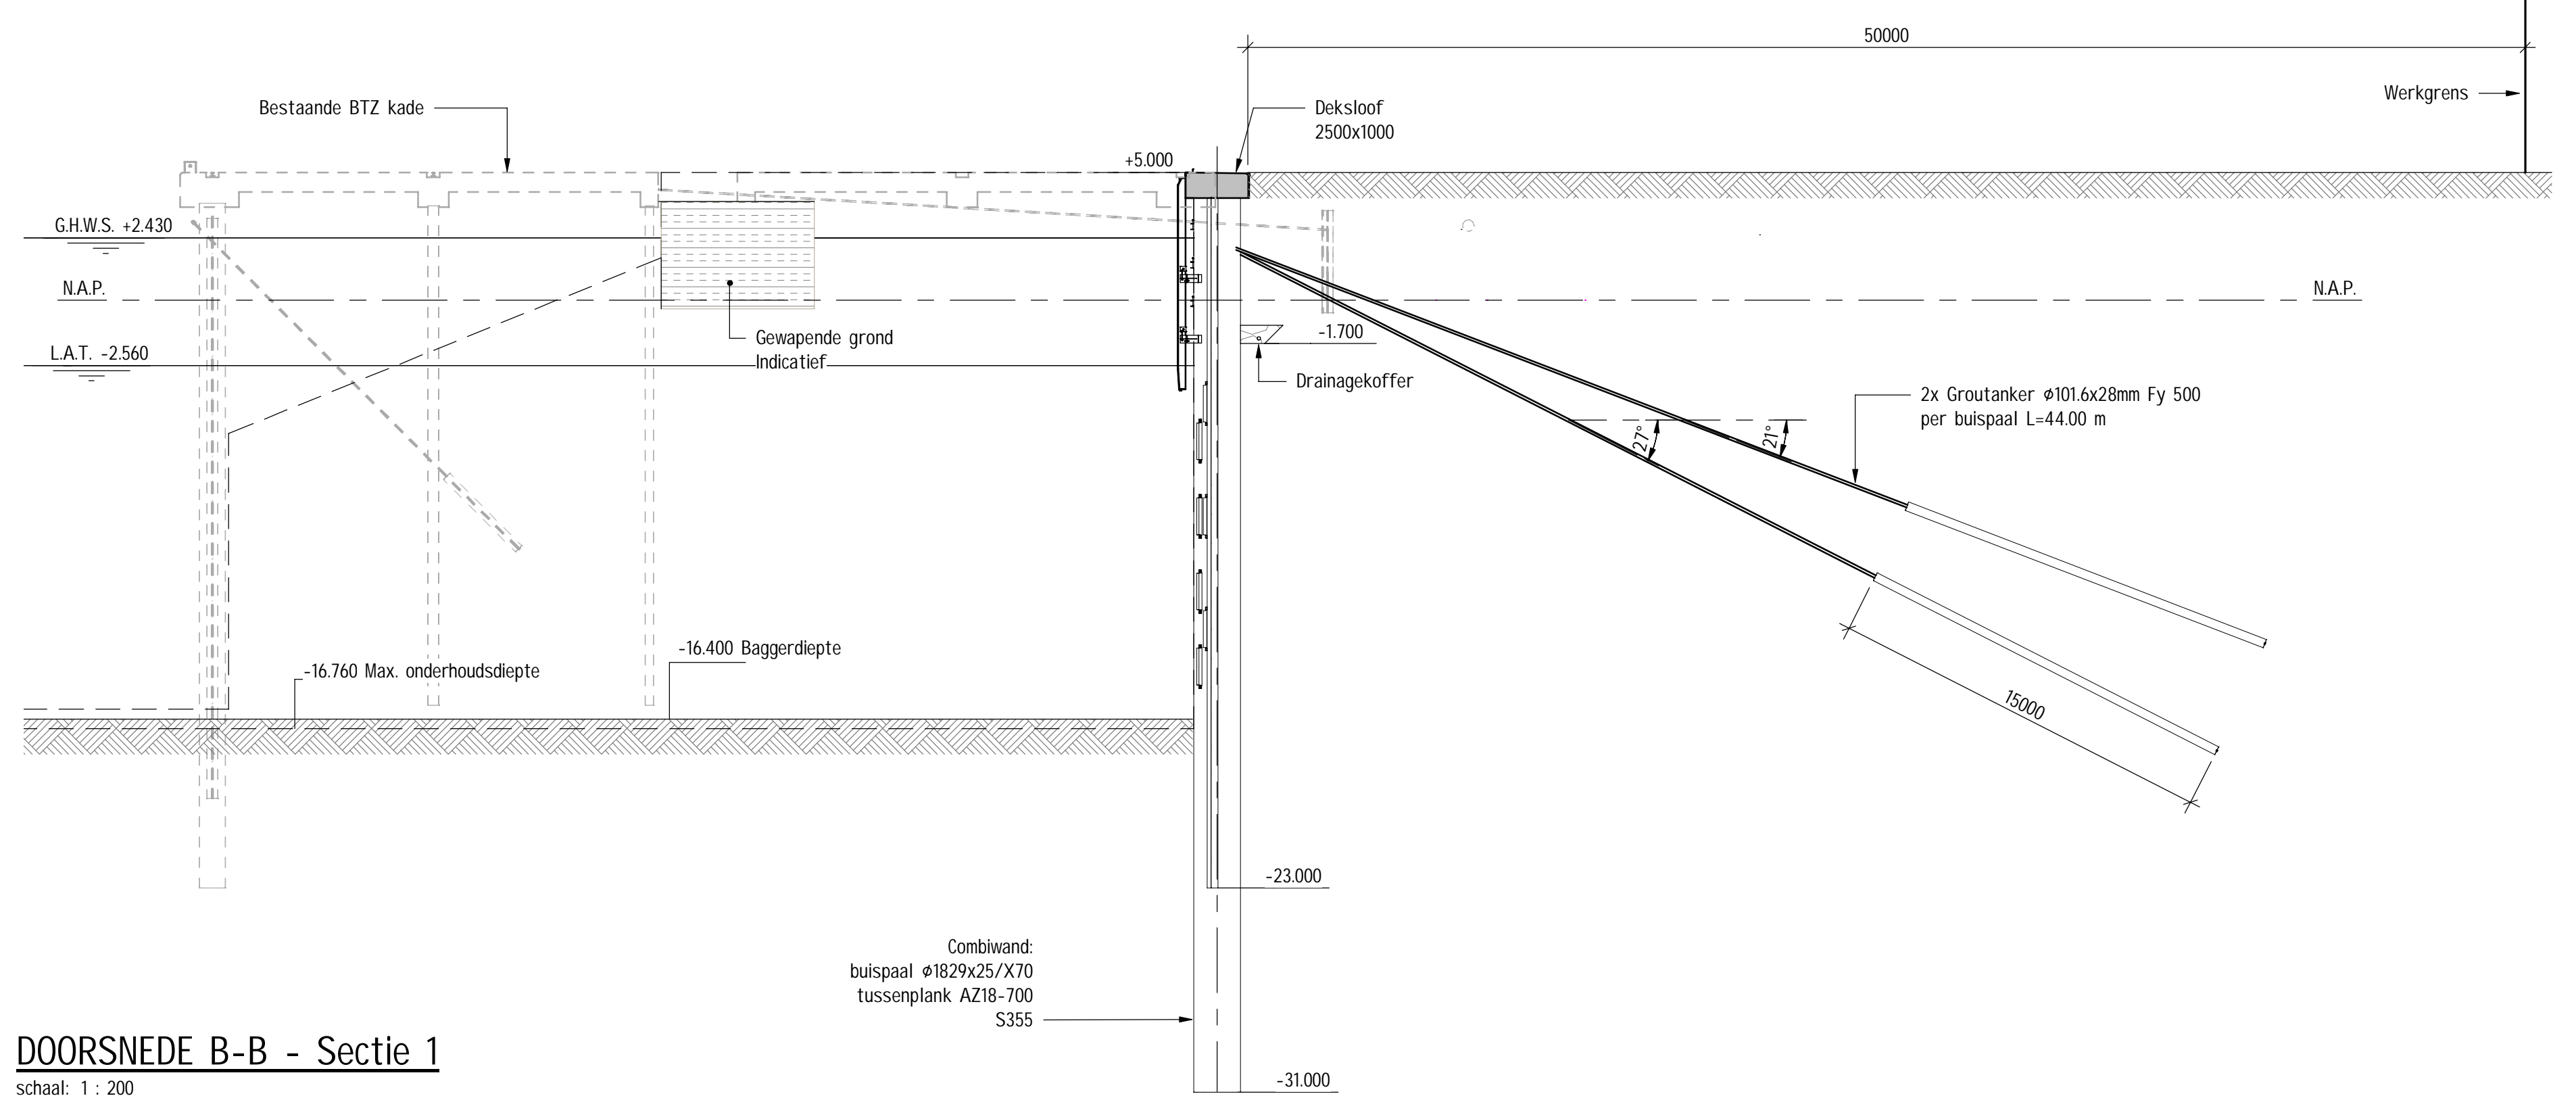 50000
Werkgrens
Bestaande BTZ kade
Deksloof
2500x1000
+5.000
G.H.W.S. +2.430
N.A.P.
N.A.P.
Gewapende grond
Indicatief
-1.700
L.A.T. -2.560
Drainagekoffer
2x Groutanker ϕ101.6x28mm Fy 500
per buispaal L=44.00 m
27°
21°
-16.400 Baggerdiepte
-16.760 Max. onderhoudsdiepte
15000
-23.000
Combiwand:
buispaal ϕ1829x25/X70
tussenplank AZ18-700
S355
-31.000
DOORSNEDE B-B - Sectie 1
schaal: 1 : 200